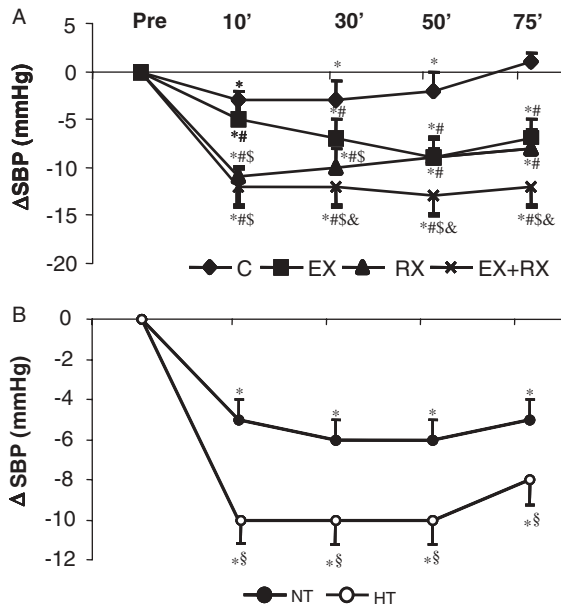 A
Pre 10' 30' 50' 75'
5
0
-5
-10
-15
-20
ΔSBP (mmHg)
* * *
*# *# *# *#
*#$ *#$ *# *#
*#$ *#$& *#$& *#$&
C EX RX EX+RX
B
0
-2
-4
-6
-8
-10
-12
Δ SBP (mmHg)
* * * *
*§ *§ *§ *§
NT HT